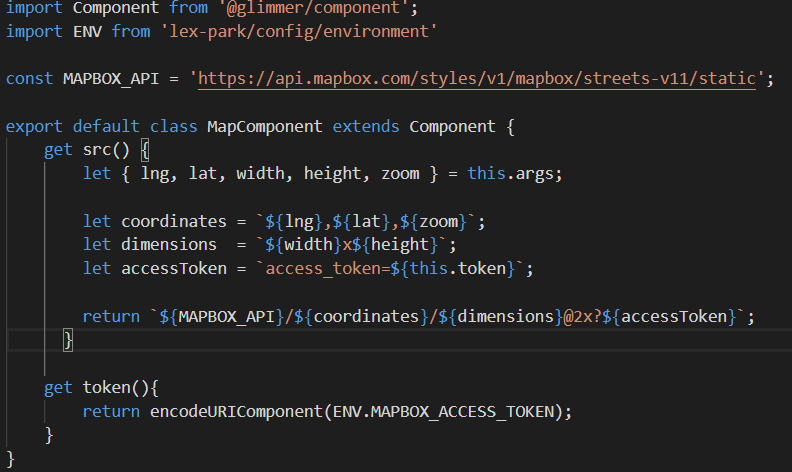 import Component from '@glimmer/component';
import ENV from 'lex-park/config/environment'

const MAPBOX_API = 'https://api.mapbox.com/styles/v1/mapbox/streets-v11/static';

export default class MapComponent extends Component {
    get src() {
        let { lng, lat, width, height, zoom } = this.args;

        let coordinates = `${lng},${lat},${zoom}`;
        let dimensions  = `${width}x${height}`;
        let accessToken = `access_token=${this.token}`;

        return `${MAPBOX_API}/${coordinates}/${dimensions}@2x?${accessToken}`;
      }

    get token(){
        return encodeURIComponent(ENV.MAPBOX_ACCESS_TOKEN);
    }
}